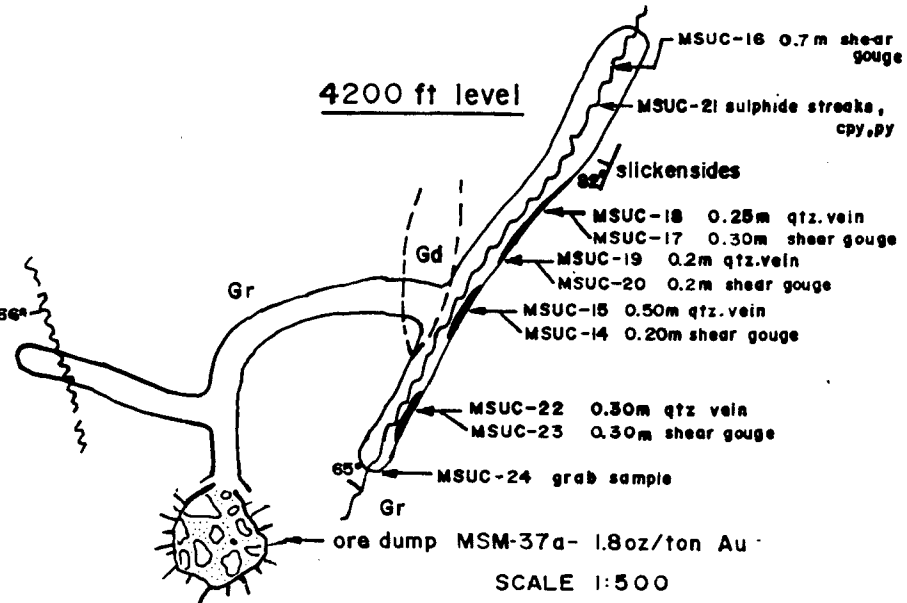 MSUC-16 0.7 m shear
gouge
4200 ft level
MSUC-21 sulphide streaks,
cpy,py
82°
slickensides
MSUC-18 0.25m qtz.vein
MSUC-17 0.30m shear gouge
Gd
MSUC-19 0.2m qtz.vein
Gr
MSUC-20 0.2m shear gouge
MSUC-15 0.50m qtz.vein
MSUC-14 0.20m shear gouge
MSUC-22 0.30m qtz vein
MSUC-23 0.30m shear gouge
65°
MSUC-24 grab sample
Gr
ore dump MSM-37a- 1.8oz/ton Au
SCALE 1:500